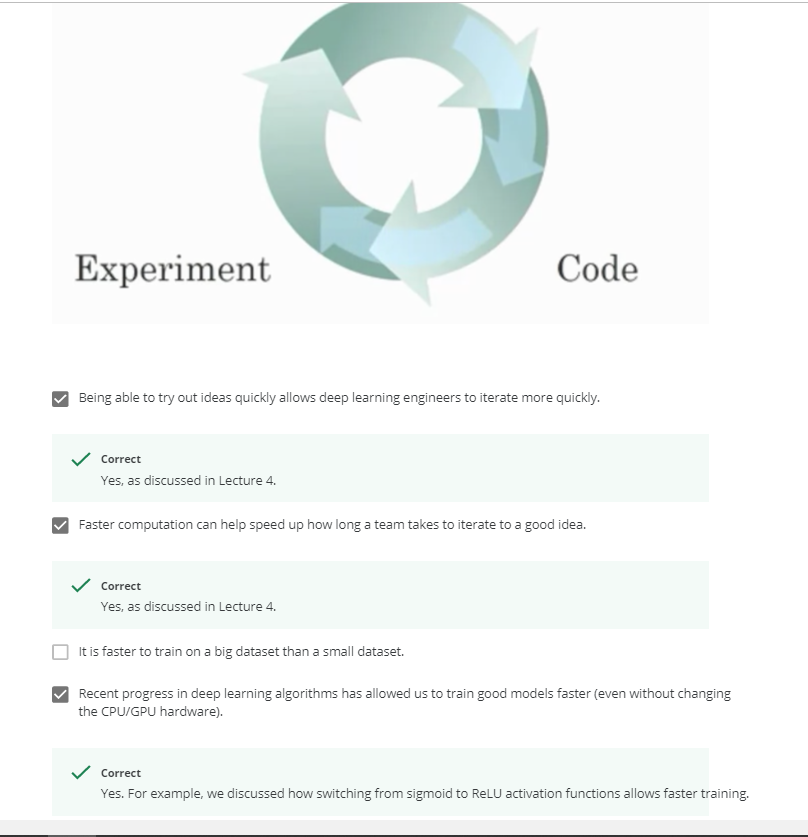 Experiment
Code
Being able to try out ideas quickly allows deep learning engineers to iterate more quickly.
Correct
Yes, as discussed in Lecture 4.
Faster computation can help speed up how long a team takes to iterate to a good idea.
Correct
Yes, as discussed in Lecture 4.
It is faster to train on a big dataset than a small dataset.
Recent progress in deep learning algorithms has allowed us to train good models faster (even without changing
the CPU/GPU hardware).
Correct
Yes. For example, we discussed how switching from sigmoid to ReLU activation functions allows faster training.